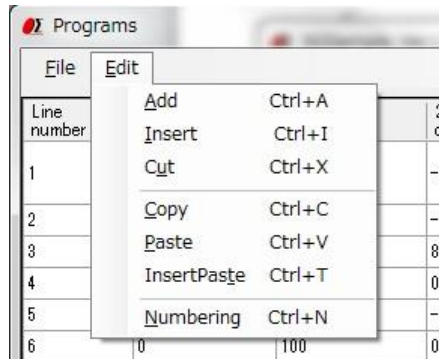 Programs
File Edit
Line number
Add Ctrl+A
Insert Ctrl+I
Cut Ctrl+X
Copy Ctrl+C
Paste Ctrl+V
InsertPaste Ctrl+T
Numbering Ctrl+N
1 -
2 -
3 8
4 0
5 -
6 0 100 0